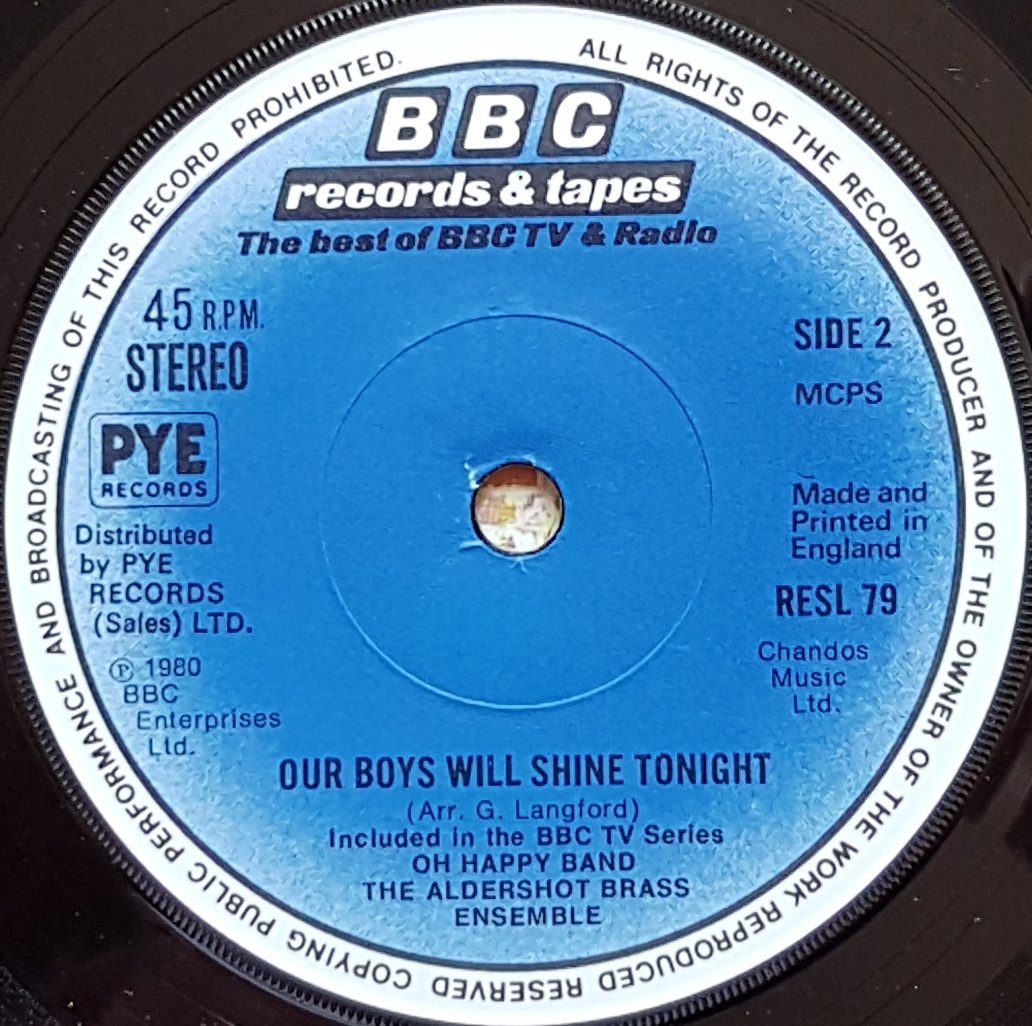 ALL RIGHTS OF THE RECORD PRODUCER AND OF THE OWNER OF THE WORK REPRODUCED RESERVED COPYING PUBLIC PERFORMANCE AND BROADCASTING OF THIS RECORD PROHIBITED.
BBC
records & tapes
The best of BBC TV & Radio
45 R.P.M.
STEREO
PYE
RECORDS
Distributed
by PYE
RECORDS
(Sales) LTD.
℗ 1980
BBC
Enterprises
Ltd.
SIDE 2
MCPS
Made and
Printed in
England
RESL 79
Chandos
Music
Ltd.
OUR BOYS WILL SHINE TONIGHT
(Arr. G. Langford)
Included in the BBC TV Series
OH HAPPY BAND
THE ALDERSHOT BRASS
ENSEMBLE